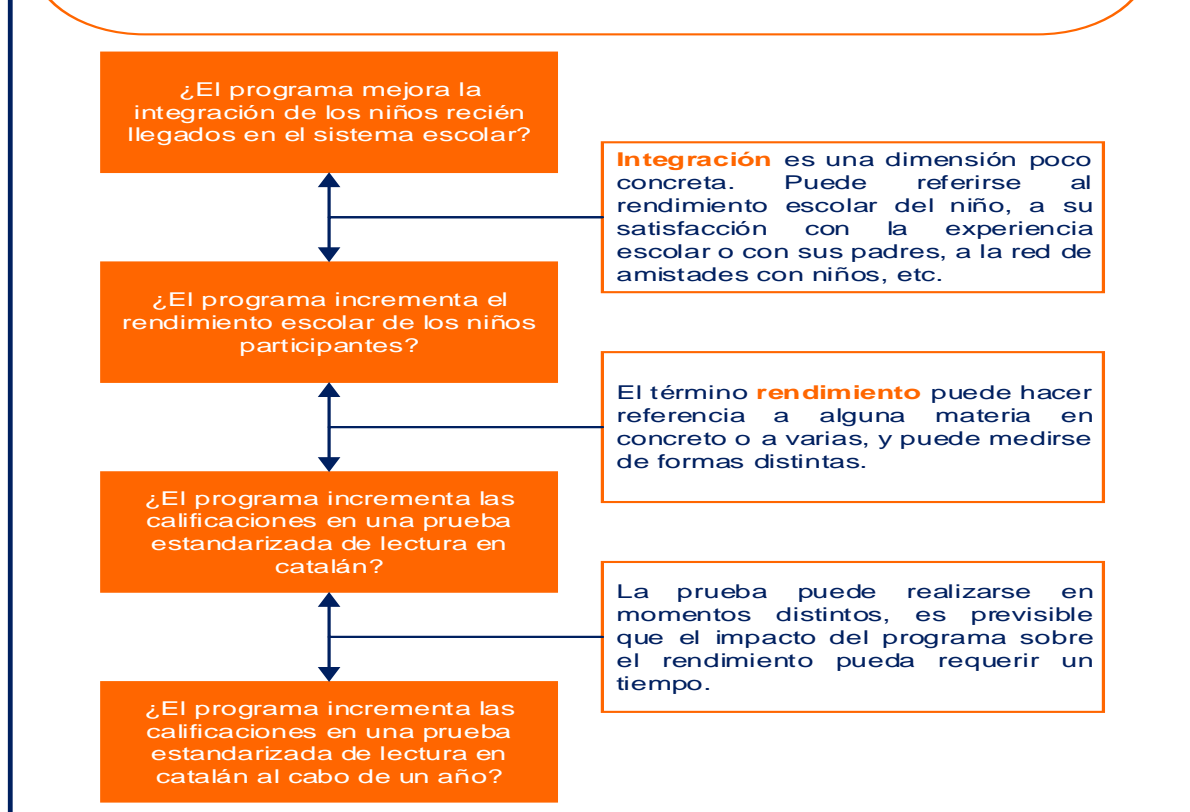 ¿El programa mejora la
integración de los niños recién
llegados en el sistema escolar?
Integración es una dimensión poco
concreta. Puede referirse al
rendimiento escolar del niño, a su
satisfacción con la experiencia
escolar o con sus padres, a la red de
amistades con niños, etc.
¿El programa incrementa el
rendimiento escolar de los niños
participantes?
El término rendimiento puede hacer
referencia a alguna materia en
concreto o a varias, y puede medirse
de formas distintas.
¿El programa incrementa las
calificaciones en una prueba
estandarizada de lectura en
catalán?
La prueba puede realizarse en
momentos distintos, es previsible
que el impacto del programa sobre
el rendimiento pueda requerir un
tiempo.
¿El programa incrementa las
calificaciones en una prueba
estandarizada de lectura en
catalán al cabo de un año?